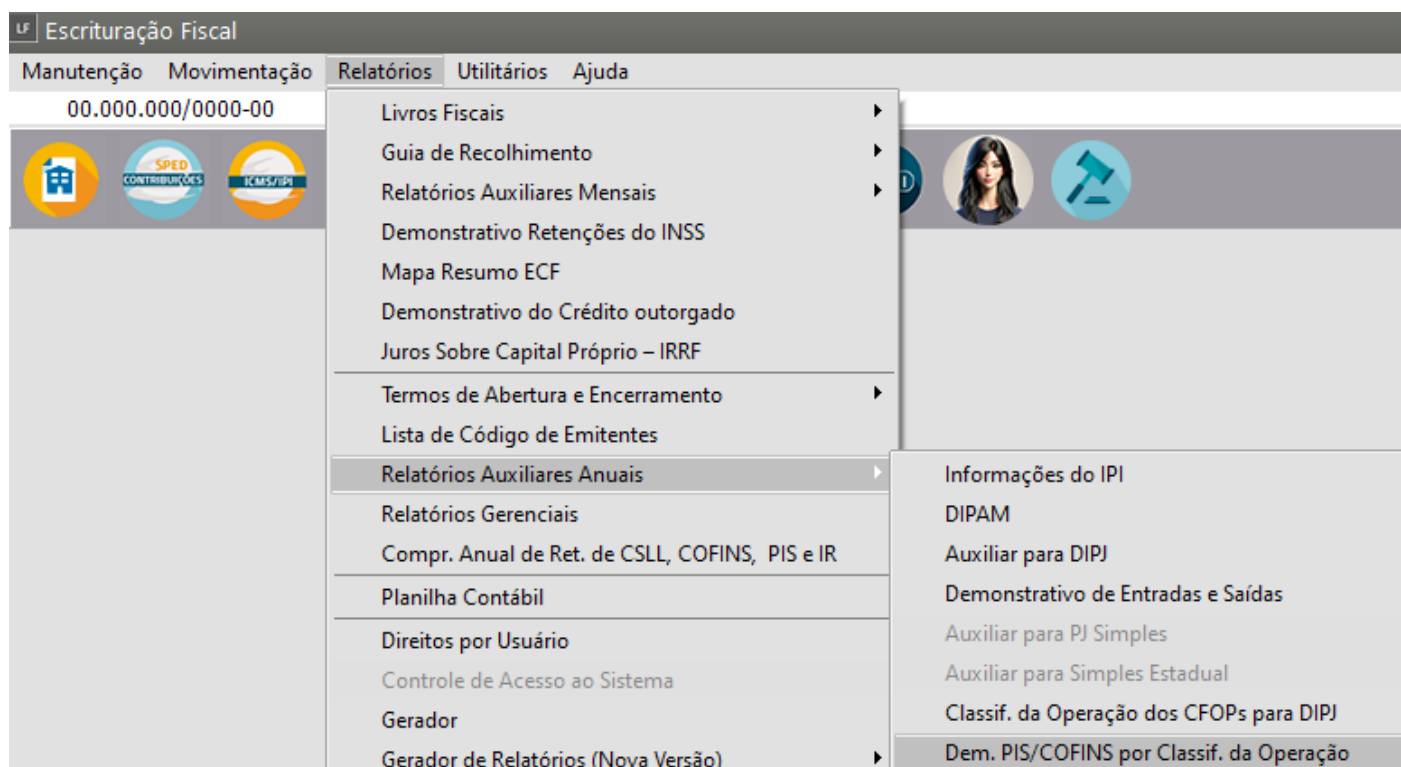 LF Escrituração Fiscal
Manutenção Movimentação Relatórios Utilitários Ajuda
00.000.000/0000-00
SPED
CONTRIBUIÇÕES
ICMS/IPI
Livros Fiscais
Guia de Recolhimento
Relatórios Auxiliares Mensais
Demonstrativo Retenções do INSS
Mapa Resumo ECF
Demonstrativo do Crédito outorgado
Juros Sobre Capital Próprio – IRRF
Termos de Abertura e Encerramento
Lista de Código de Emitentes
Relatórios Auxiliares Anuais
Relatórios Gerenciais
Compr. Anual de Ret. de CSLL, COFINS, PIS e IR
Planilha Contábil
Direitos por Usuário
Controle de Acesso ao Sistema
Gerador
Gerador de Relatórios (Nova Versão)
Informações do IPI
DIPAM
Auxiliar para DIPJ
Demonstrativo de Entradas e Saídas
Auxiliar para PJ Simples
Auxiliar para Simples Estadual
Classif. da Operação dos CFOPs para DIPJ
Dem. PIS/COFINS por Classif. da Operação